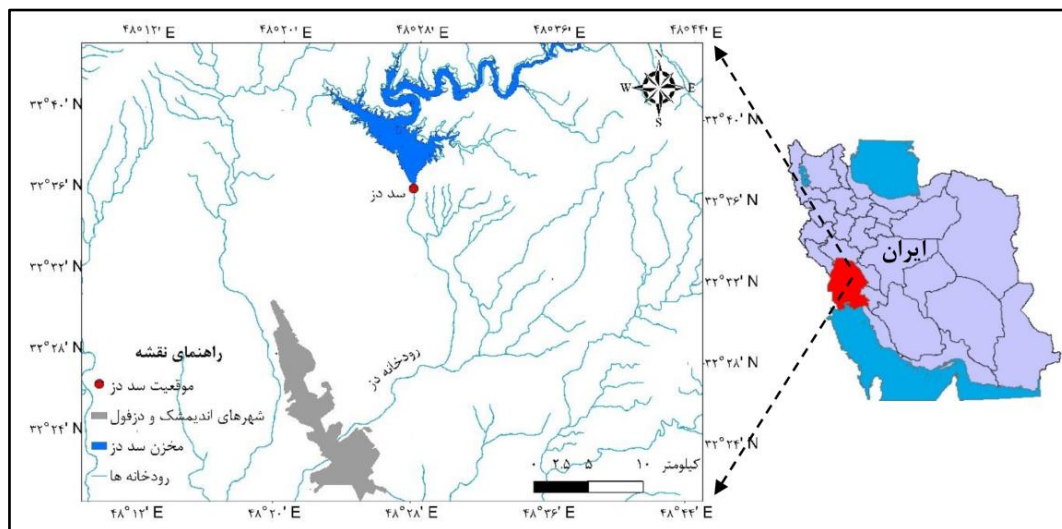 ۴۸°۱۲' E ۴۸°۲۰' E ۴۸°۲۸' E ۴۸°۳۶' E ۴۸°۴۴' E
N
W E
S
۳۲°۴۰' N
۳۲°۴۰' N
۳۲°۳۶' N
سد دز
۳۲°۳۶' N
ایران
۳۲°۳۲' N
۳۲°۳۲' N
۳۲°۲۸' N
راهنمای نقشه
موقعیت سد دز
شهرهای اندیمشک و دزفول
مخزن سد دز
رودخانه ها
رودخانه دز
۳۲°۲۸' N
۳۲°۲۴' N
۳۲°۲۴' N
۰ ۲.۵ ۵ ۱۰ کیلومتر
۴۸°۱۲' E ۴۸°۲۰' E ۴۸°۲۸' E ۴۸°۳۶' E ۴۸°۴۴' E